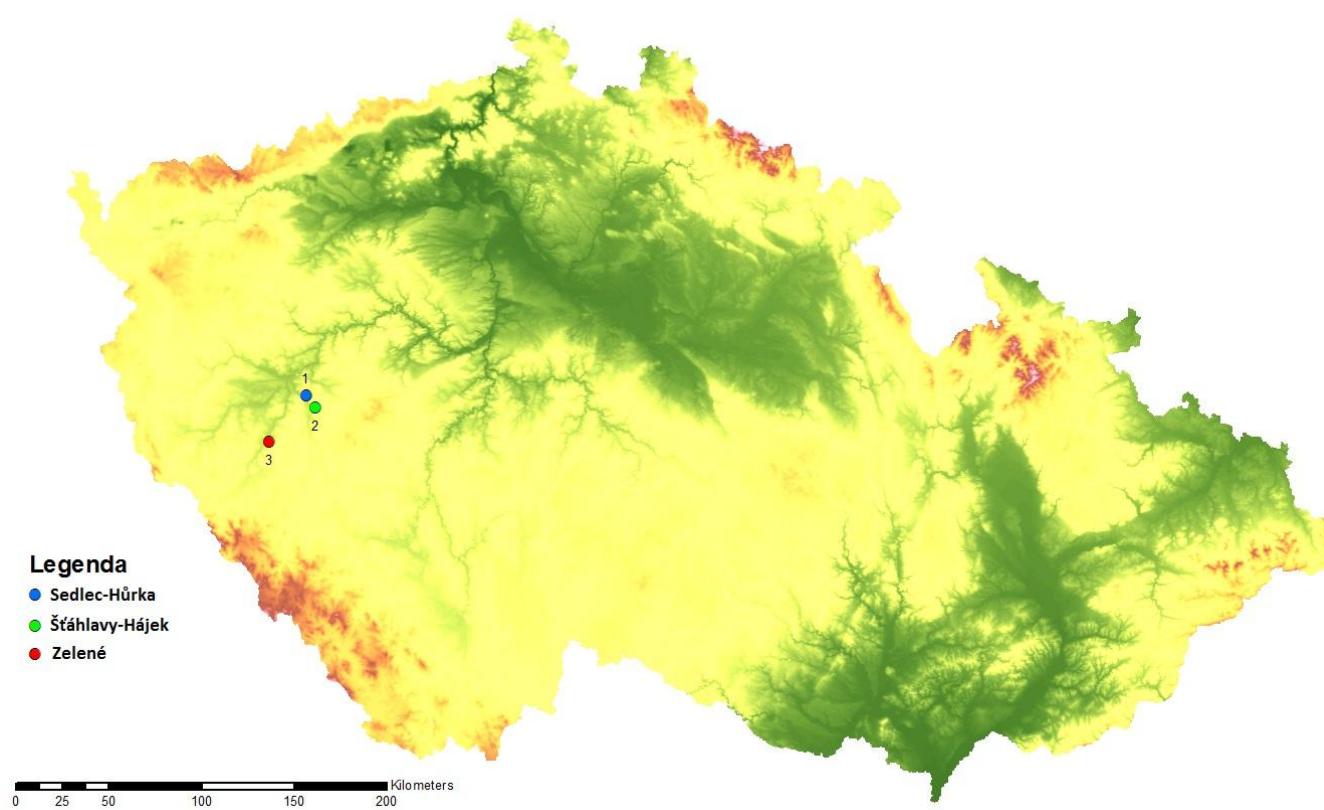 1
2
3
Legenda
Sedlec-Hůrka
Šťáhlavy-Hájek
Zelené
Kilometers
0 25 50 100 150 200